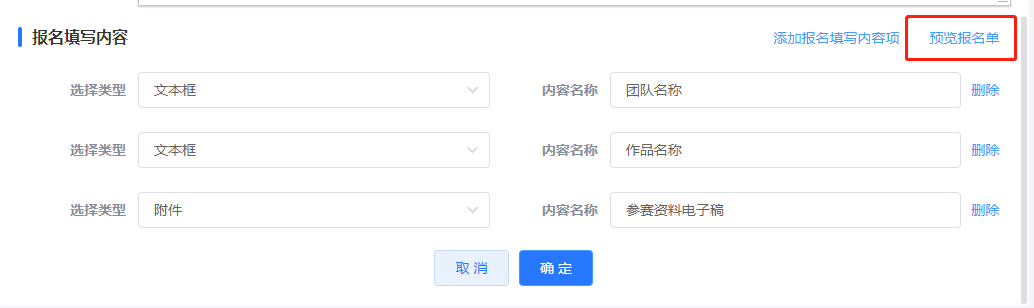 报名填写内容 添加报名填写内容项 预览报名单
选择类型 文本框 内容名称 团队名称 删除
选择类型 文本框 内容名称 作品名称 删除
选择类型 附件 内容名称 参赛资料电子稿 删除
取 消 确 定